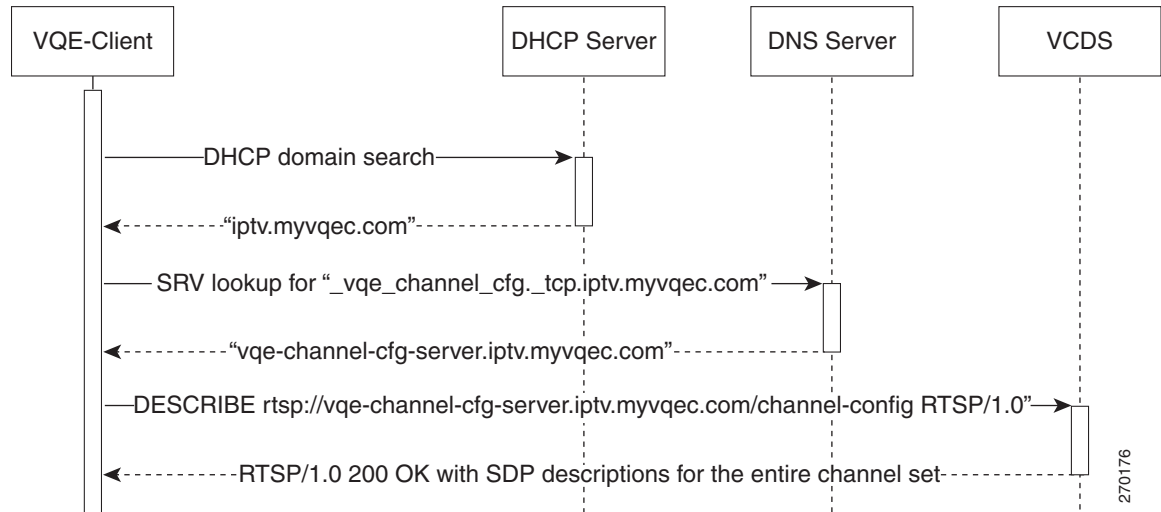 VQE-Client
DHCP Server
DNS Server
VCDS
DHCP domain search
“iptv.myvqec.com”
SRV lookup for “_vqe_channel_cfg._tcp.iptv.myvqec.com”
“vqe-channel-cfg-server.iptv.myvqec.com”
DESCRIBE rtsp://vqe-channel-cfg-server.iptv.myvqec.com/channel-config RTSP/1.0”
RTSP/1.0 200 OK with SDP descriptions for the entire channel set
270176